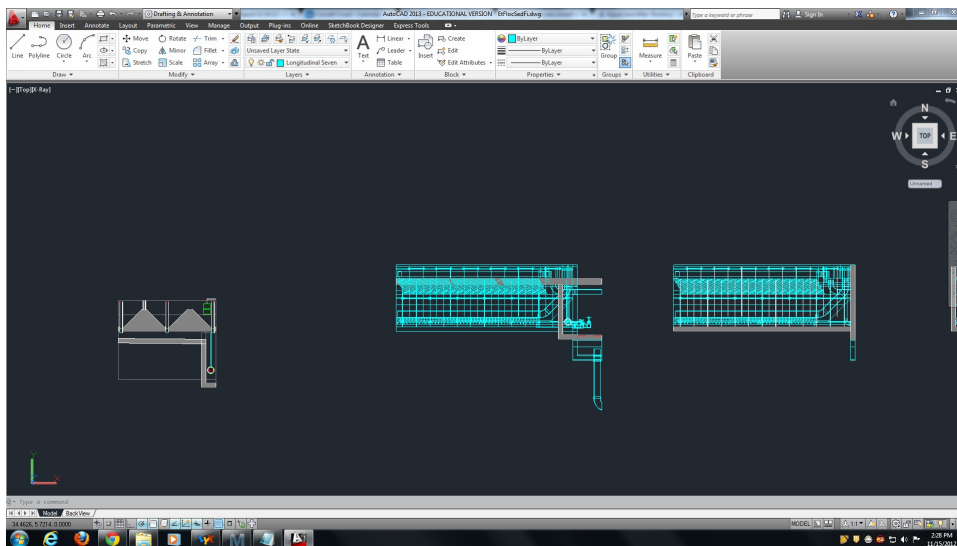 Drafting & Annotation
AutoCAD 2013 - EDUCATIONAL VERSION EtFlocSedFi.dwg
Type a keyword or phrase
Sign In
Home Insert Annotate Layout Parametric View Manage Output Plug-ins Online SketchBook Designer Express Tools
Line Polyline Circle Arc
Move Rotate Trim
Copy Mirror Fillet
Stretch Scale Array
Unsaved Layer State
Longitudinal Seven
Text
Linear
Leader
Table
Insert
Create
Edit
Edit Attributes
ByLayer
ByLayer
ByLayer
Group
Measure
Paste
Draw Modify Layers Annotation Block Properties Groups Utilities Clipboard
[-][Top][X-Ray]
N
W TOP E
S
Unnamed
Y
X
Type a command
Model BackView
34.4626, 5.7214, 0.0000
MODEL
1:1
2:28 PM
11/15/2012